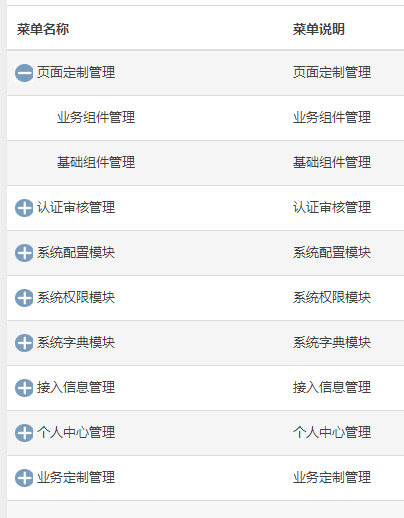 菜单名称 菜单说明
页面定制管理 页面定制管理
业务组件管理 业务组件管理
基础组件管理 基础组件管理
认证审核管理 认证审核管理
系统配置模块 系统配置模块
系统权限模块 系统权限模块
系统字典模块 系统字典模块
接入信息管理 接入信息管理
个人中心管理 个人中心管理
业务定制管理 业务定制管理